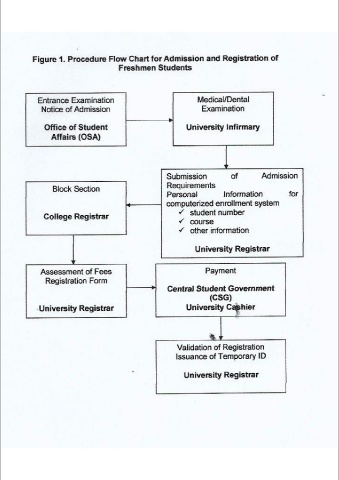 Figure 1. Procedure Flow Chart for Admission and Registration of
Freshmen Students
Entrance Examination
Notice of Admission
Office of Student
Affairs (OSA)
Medical/Dental
Examination
University Infirmary
Submission of Admission
Requirements
Personal Information for
computerized enrollment system
✓ student number
✓ course
✓ other information
University Registrar
Block Section
College Registrar
Assessment of Fees
Registration Form
University Registrar
Payment
Central Student Government
(CSG)
University Cashier
Validation of Registration
Issuance of Temporary ID
University Registrar